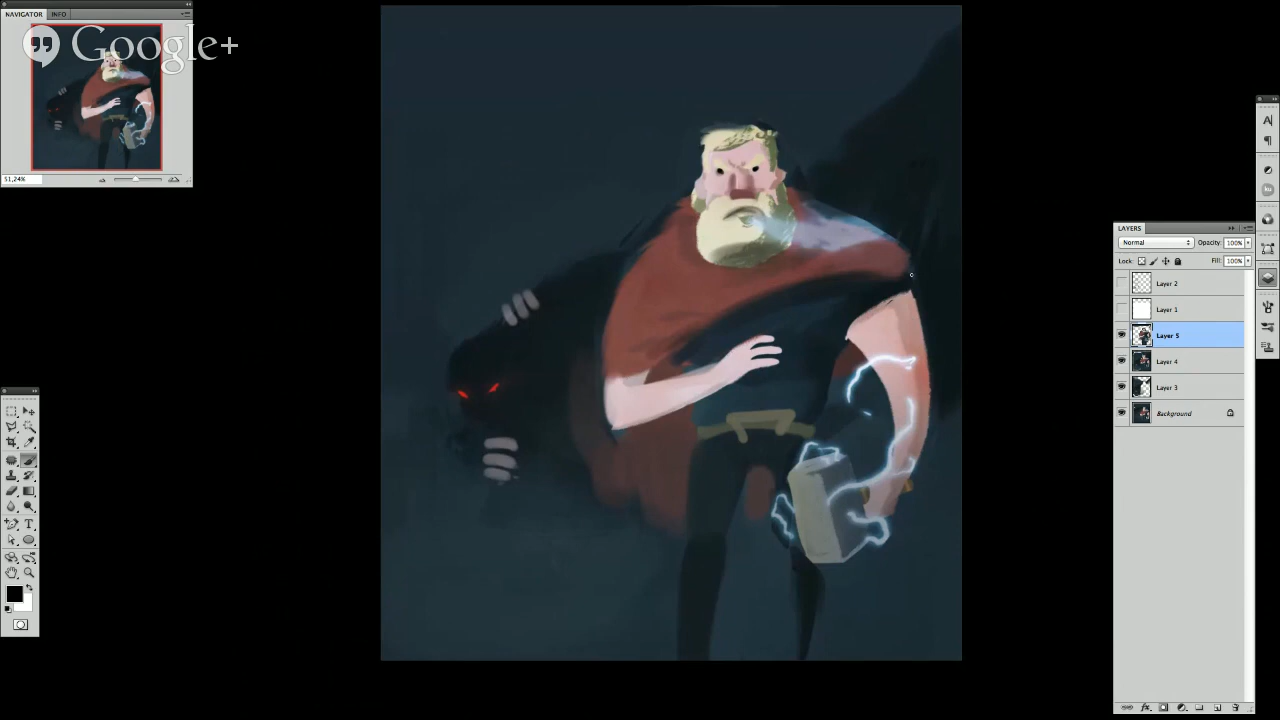 NAVIGATOR INFO
Google+
51,24%
LAYERS
Normal Opacity: 100%
Lock: Fill: 100%
Layer 2
Layer 1
Layer 5
Layer 4
Layer 3
Background